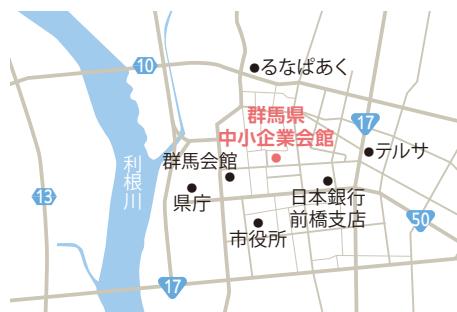 10
るなぱあく
群馬県
中小企業会館
17
テルサ
群馬会館
利根川
県庁
13
日本銀行
前橋支店
50
市役所
17